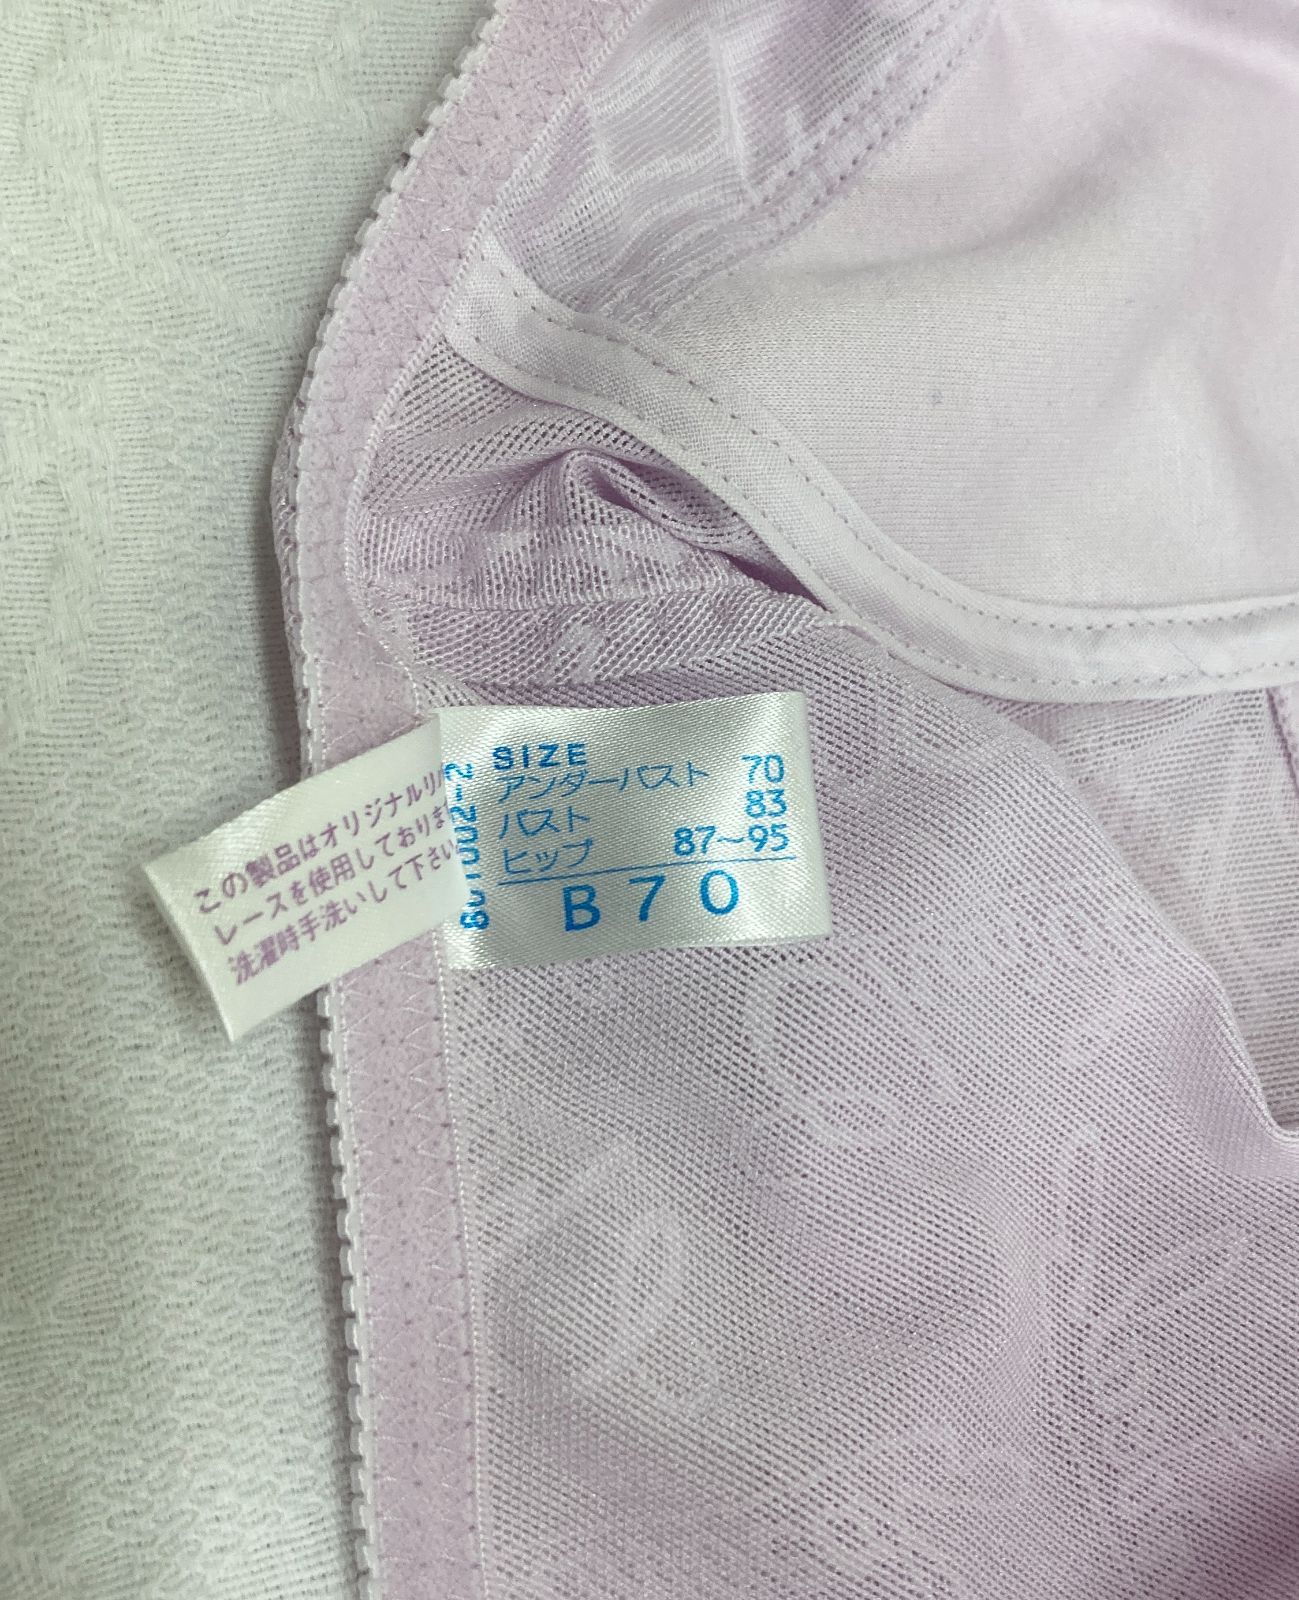 SIZE
アンダーバスト 70
バスト 83
ヒップ 87～95
B70
この製品はオリジナルリバ
レースを使用しておりま
洗濯時手洗いして下さい